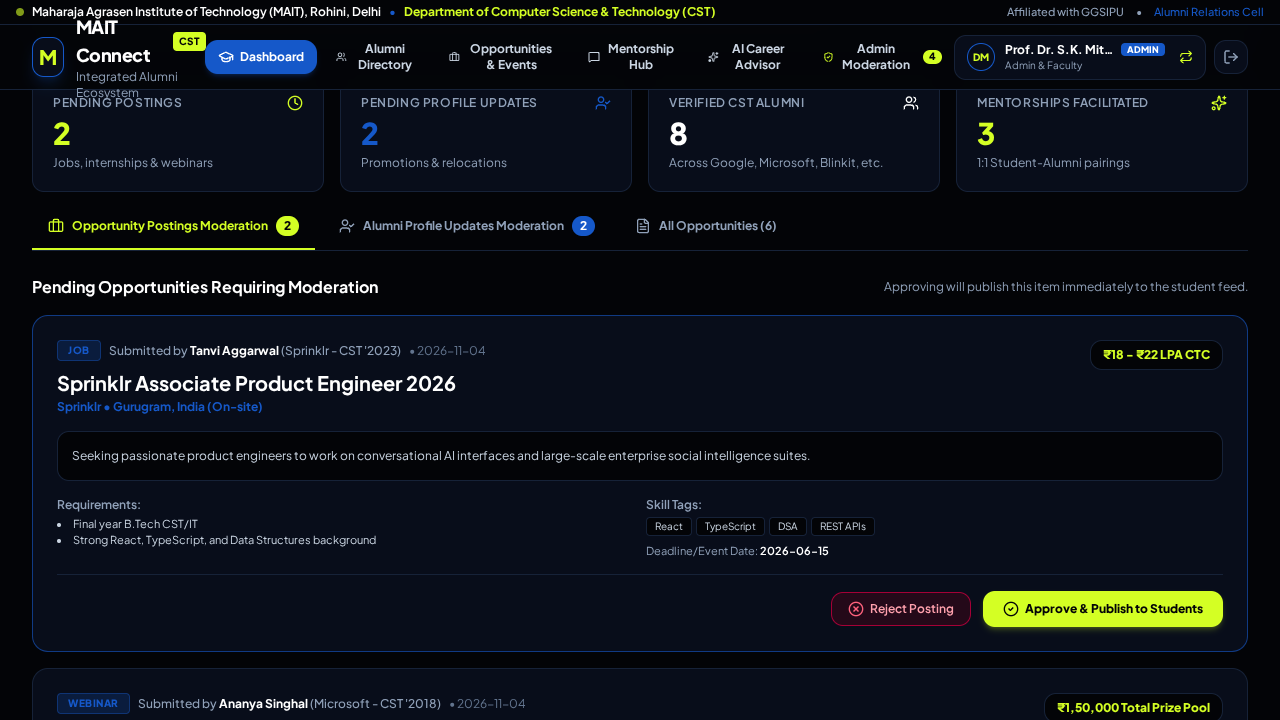 Maharaja Agrasen Institute of Technology (MAIT), Rohini, Delhi • Department of Computer Science & Technology (CST)
Affiliated with GGSIPU • Alumni Relations Cell
M
MAIT Connect
CST
Integrated Alumni Ecosystem
Dashboard
Alumni Directory
Opportunities & Events
Mentorship Hub
AI Career Advisor
Admin Moderation 4
DM
Prof. Dr. S.K. Mit... ADMIN
Admin & Faculty
PENDING POSTINGS
2
Jobs, internships & webinars
PENDING PROFILE UPDATES
2
Promotions & relocations
VERIFIED CST ALUMNI
8
Across Google, Microsoft, Blinkit, etc.
MENTORSHIPS FACILITATED
3
1:1 Student-Alumni pairings
Opportunity Postings Moderation 2
Alumni Profile Updates Moderation 2
All Opportunities (6)
Pending Opportunities Requiring Moderation
Approving will publish this item immediately to the student feed.
JOB Submitted by Tanvi Aggarwal (Sprinklr - CST '2023) • 2026-11-04
₹18 - ₹22 LPA CTC
Sprinklr Associate Product Engineer 2026
Sprinklr • Gurugram, India (On-site)
Seeking passionate product engineers to work on conversational AI interfaces and large-scale enterprise social intelligence suites.
Requirements:
• Final year B.Tech CST/IT
• Strong React, TypeScript, and Data Structures background
Skill Tags:
React TypeScript DSA REST APIs
Deadline/Event Date: 2026-06-15
Reject Posting
Approve & Publish to Students
WEBINAR Submitted by Ananya Singhal (Microsoft - CST '2018) • 2026-11-04
₹1,50,000 Total Prize Pool